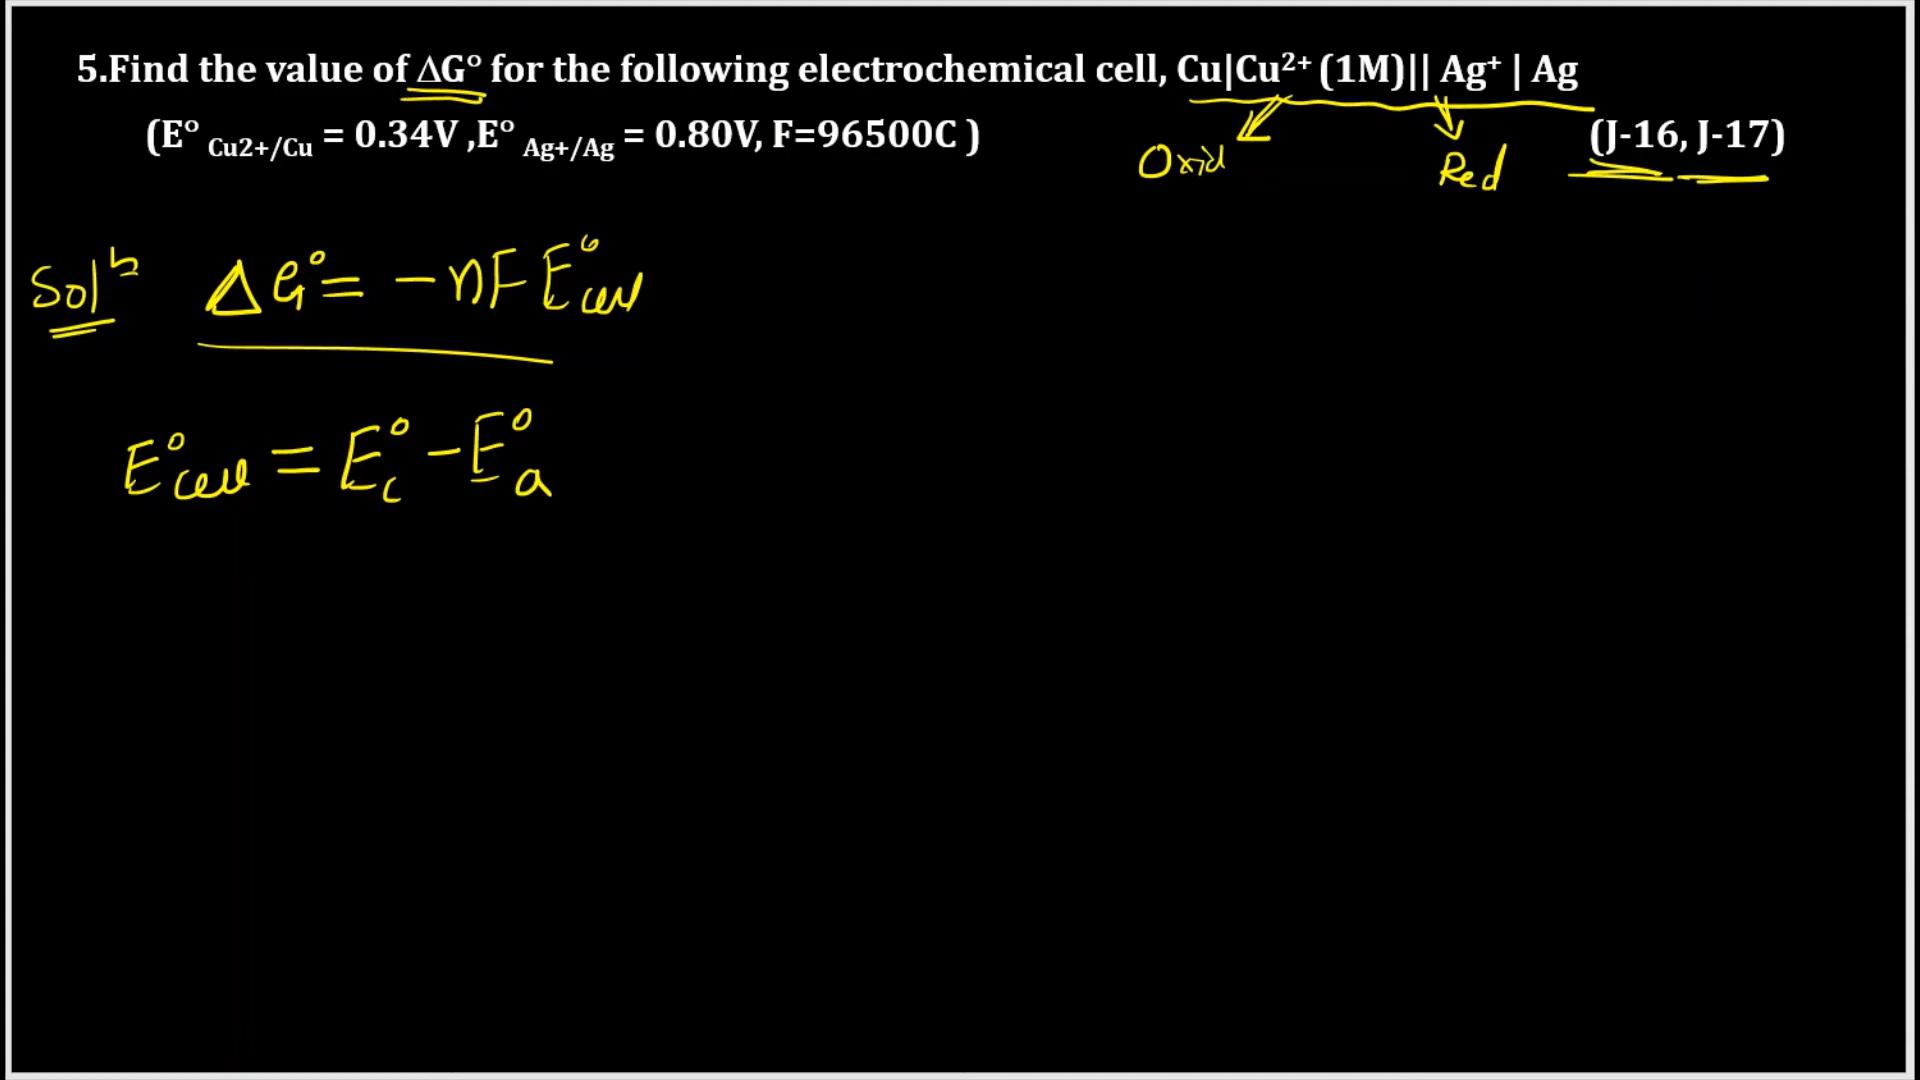 5.Find the value of ΔG° for the following electrochemical cell, Cu|Cu²⁺ (1M)|| Ag⁺ | Ag
(E° Cu2+/Cu = 0.34V ,E° Ag+/Ag = 0.80V, F=96500C ) (J-16, J-17)
Oxid Red
Solⁿ ΔG° = -nFE°cell
E°cell = E°c - E°a